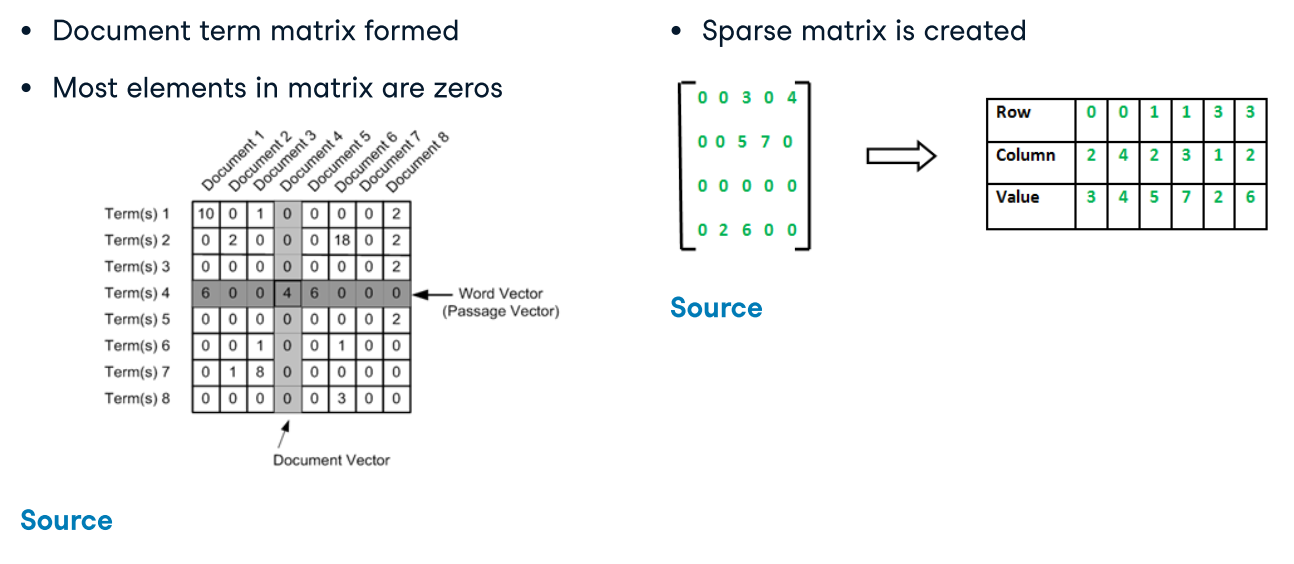 • Document term matrix formed
• Most elements in matrix are zeros
Document 1
Document 2
Document 3
Document 4
Document 5
Document 6
Document 7
Document 8
Term(s) 1 10 0 1 0 0 0 0 2
Term(s) 2 0 2 0 0 0 18 0 2
Term(s) 3 0 0 0 0 0 0 0 2
Term(s) 4 6 0 0 4 6 0 0 0
Term(s) 5 0 0 0 0 0 0 0 2
Term(s) 6 0 0 1 0 0 1 0 0
Term(s) 7 0 1 8 0 0 0 0 0
Term(s) 8 0 0 0 0 0 3 0 0
Word Vector
(Passage Vector)
Document Vector
Source
• Sparse matrix is created
0 0 3 0 4
0 0 5 7 0
0 0 0 0 0
0 2 6 0 0
Row 0 0 1 1 3 3
Column 2 4 2 3 1 2
Value 3 4 5 7 2 6
Source